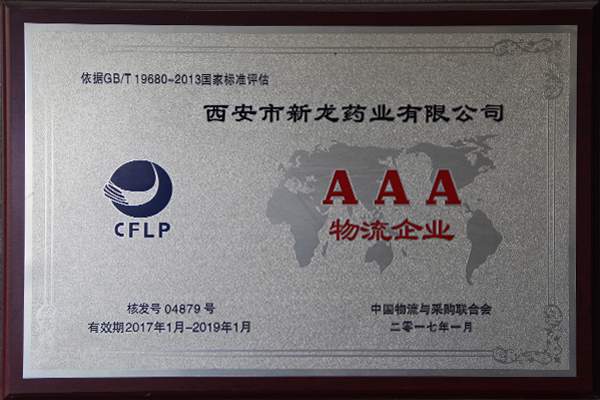 依据GB/T 19680-2013国家标准评估
西安市新龙药业有限公司
AAA
物流企业
CFLP
核发号 04879 号
有效期2017年1月-2019年1月
中国物流与采购联合会
二零一七年一月